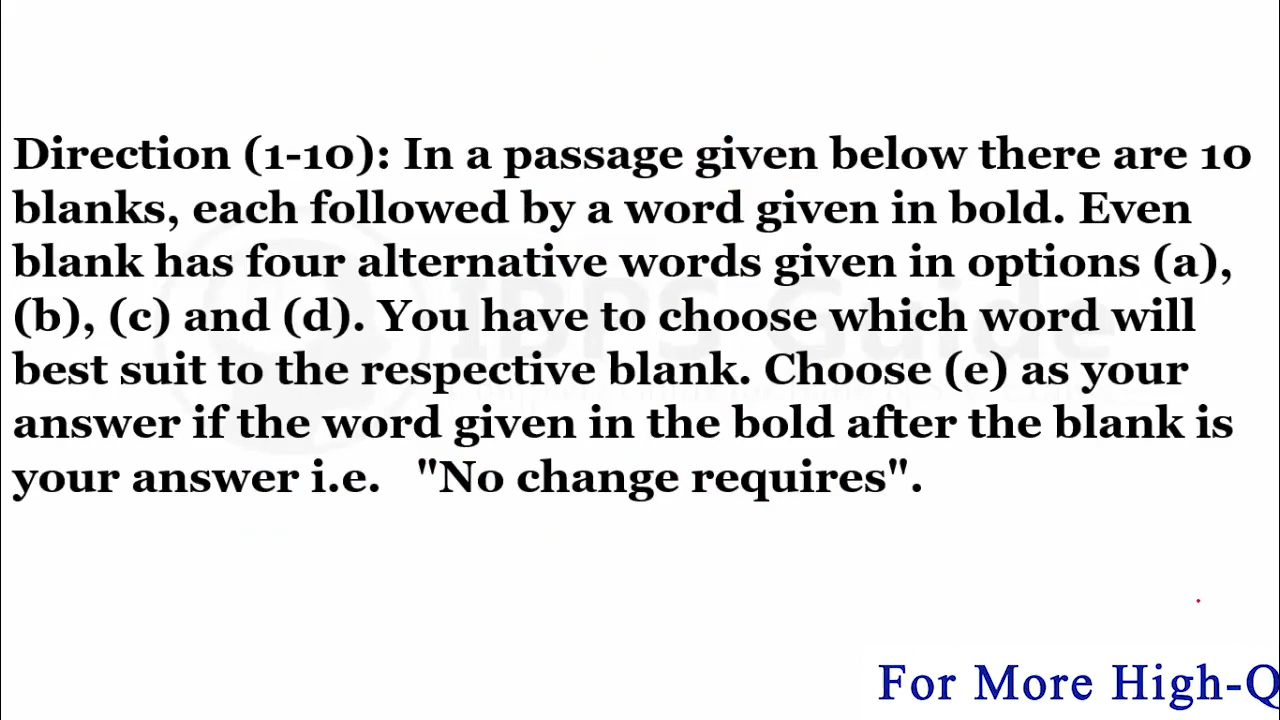 Direction (1-10): In a passage given below there are 10
blanks, each followed by a word given in bold. Even
blank has four alternative words given in options (a),
(b), (c) and (d). You have to choose which word will
best suit to the respective blank. Choose (e) as your
answer if the word given in the bold after the blank is
your answer i.e. "No change requires".
IBPS Guide
For More High-Q